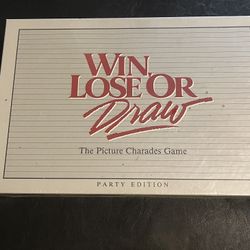 WIN,
LOSE OR
Draw
The Picture Charades Game
PARTY EDITION